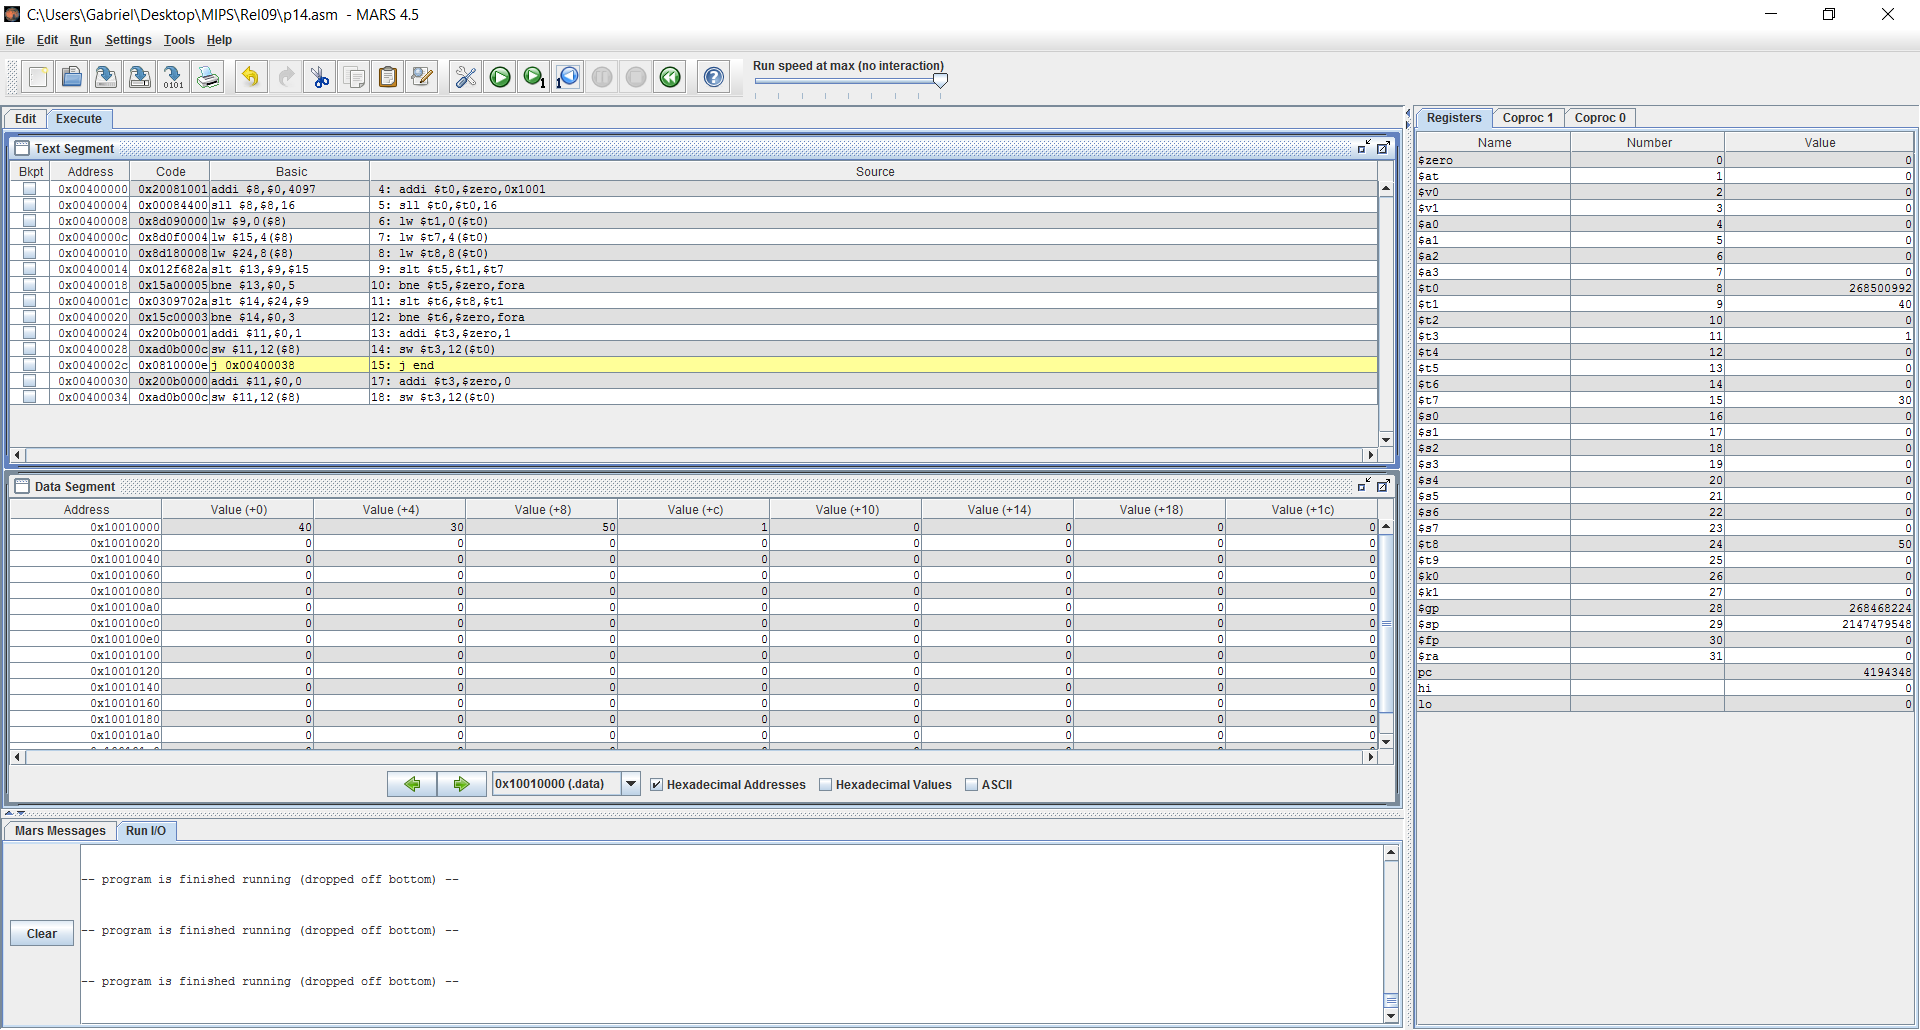 C:\Users\Gabriel\Desktop\MIPS\Rel09\p14.asm - MARS 4.5
File Edit Run Settings Tools Help
Run speed at max (no interaction)
Edit Execute
Text Segment
Bkpt Address Code Basic Source
0x00400000 0x20081001 addi $8,$0,4097 4: addi $t0,$zero,0x1001
0x00400004 0x00084400 sll $8,$8,16 5: sll $t0,$t0,16
0x00400008 0x8d090000 lw $9,0($8) 6: lw $t1,0($t0)
0x0040000c 0x8d0f0004 lw $15,4($8) 7: lw $t7,4($t0)
0x00400010 0x8d180008 lw $24,8($8) 8: lw $t8,8($t0)
0x00400014 0x012f682a slt $13,$9,$15 9: slt $t5,$t1,$t7
0x00400018 0x15a00005 bne $13,$0,5 10: bne $t5,$zero,fora
0x0040001c 0x0309702a slt $14,$24,$9 11: slt $t6,$t8,$t1
0x00400020 0x15c00003 bne $14,$0,3 12: bne $t6,$zero,fora
0x00400024 0x200b0001 addi $11,$0,1 13: addi $t3,$zero,1
0x00400028 0xad0b000c sw $11,12($8) 14: sw $t3,12($t0)
0x0040002c 0x0810000e j 0x00400038 15: j end
0x00400030 0x200b0000 addi $11,$0,0 17: addi $t3,$zero,0
0x00400034 0xad0b000c sw $11,12($8) 18: sw $t3,12($t0)
Data Segment
Address Value (+0) Value (+4) Value (+8) Value (+c) Value (+10) Value (+14) Value (+18) Value (+1c)
0x10010000 40 30 50 1 0 0 0 0
0x10010020 0 0 0 0 0 0 0 0
0x10010040 0 0 0 0 0 0 0 0
0x10010060 0 0 0 0 0 0 0 0
0x10010080 0 0 0 0 0 0 0 0
0x100100a0 0 0 0 0 0 0 0 0
0x100100c0 0 0 0 0 0 0 0 0
0x100100e0 0 0 0 0 0 0 0 0
0x10010100 0 0 0 0 0 0 0 0
0x10010120 0 0 0 0 0 0 0 0
0x10010140 0 0 0 0 0 0 0 0
0x10010160 0 0 0 0 0 0 0 0
0x10010180 0 0 0 0 0 0 0 0
0x100101a0 0 0 0 0 0 0 0 0
0x10010000 (.data) Hexadecimal Addresses Hexadecimal Values ASCII
Mars Messages Run I/O
-- program is finished running (dropped off bottom) --
-- program is finished running (dropped off bottom) --
-- program is finished running (dropped off bottom) --
Clear
Registers Coproc 1 Coproc 0
Name Number Value
$zero 0 0
$at 1 0
$v0 2 0
$v1 3 0
$a0 4 0
$a1 5 0
$a2 6 0
$a3 7 0
$t0 8 268500992
$t1 9 40
$t2 10 0
$t3 11 1
$t4 12 0
$t5 13 0
$t6 14 0
$t7 15 30
$s0 16 0
$s1 17 0
$s2 18 0
$s3 19 0
$s4 20 0
$s5 21 0
$s6 22 0
$s7 23 0
$t8 24 50
$t9 25 0
$k0 26 0
$k1 27 0
$gp 28 268468224
$sp 29 2147479548
$fp 30 0
$ra 31 0
pc 4194348
hi 0
lo 0